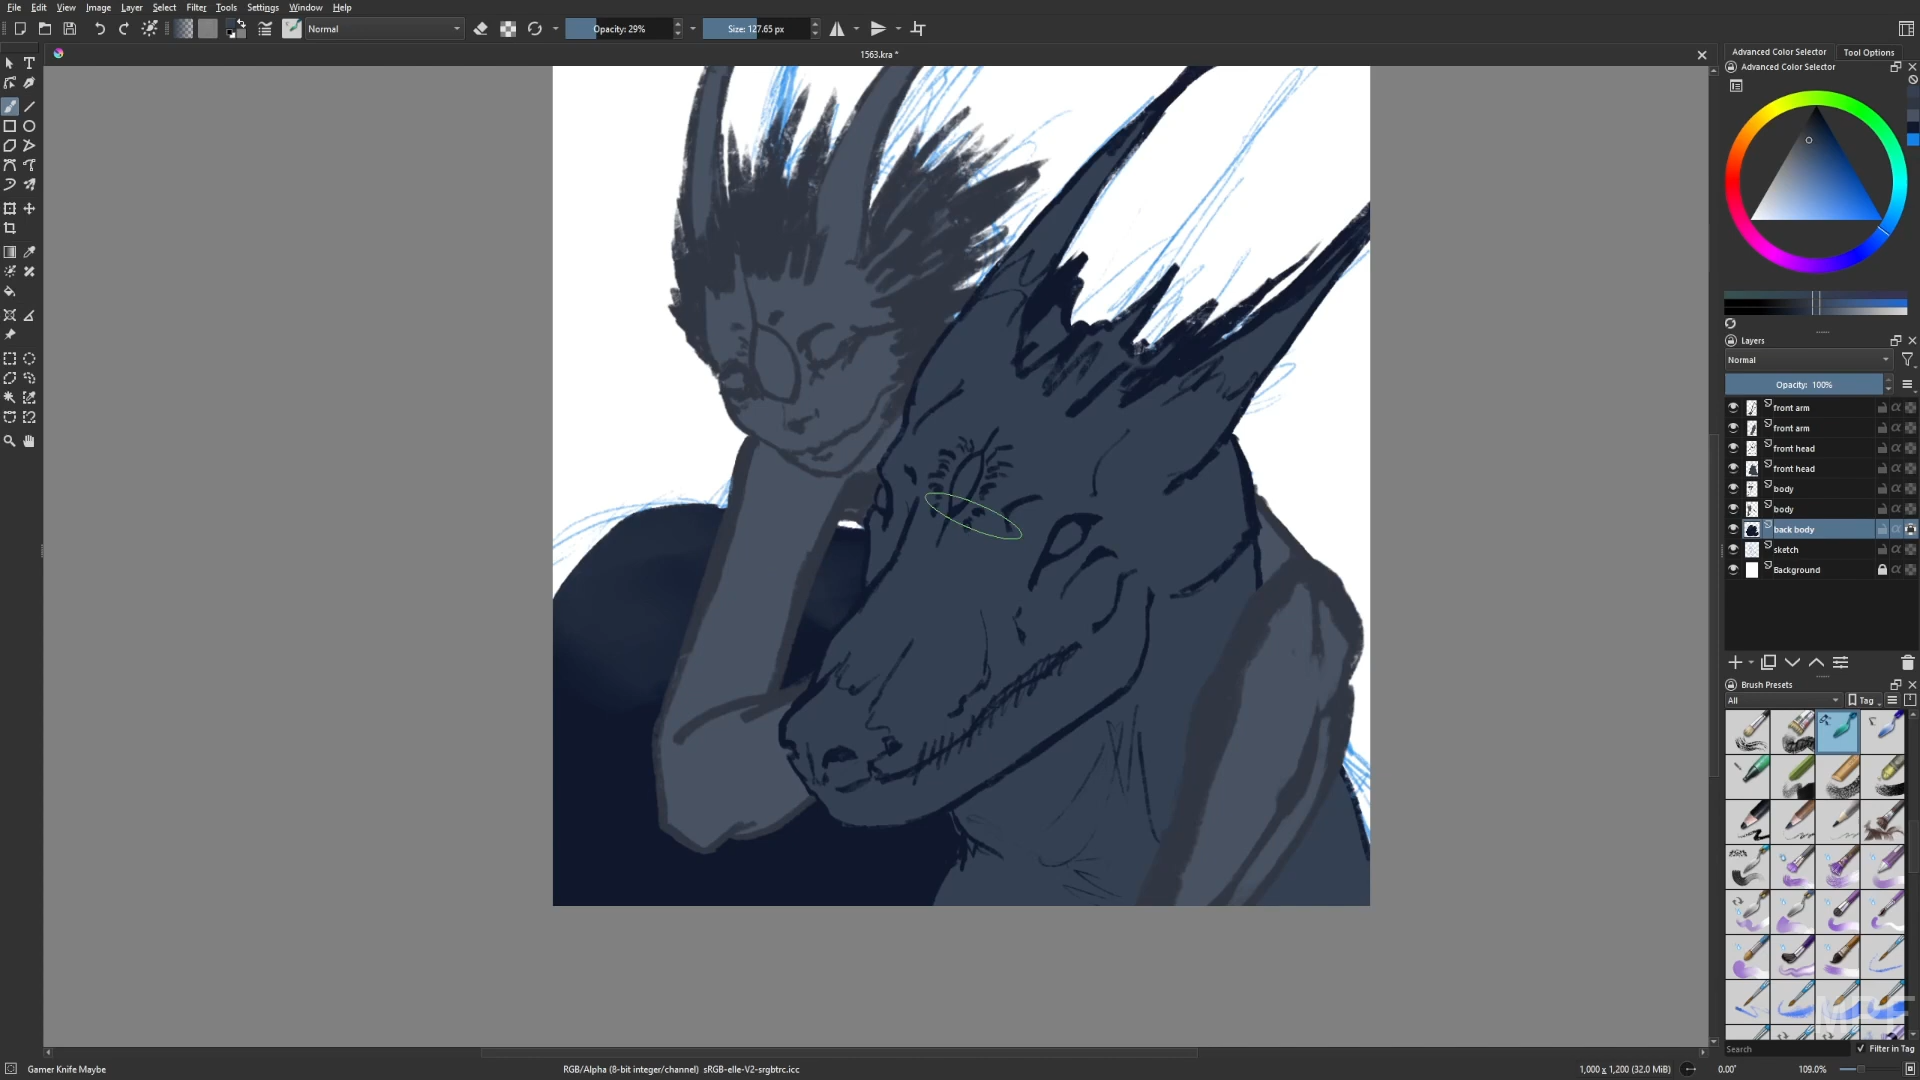 File Edit View Image Layer Select Filter Tools Settings Window Help
Normal
Opacity: 29%
Size: 127.65 px
1563.kra *
Advanced Color Selector
Tool Options
Advanced Color Selector
Layers
Normal
Opacity: 100%
front arm
front arm
front head
front head
body
body
back body
sketch
Background
Brush Presets
All
Tag
Search
Filter in Tag
Gamer Knife Maybe
RGB/Alpha (8-bit integer/channel) sRGB-elle-V2-srgbtrc.icc
1,000 x 1,200 (32.0 MiB)
0.00°
109.0%